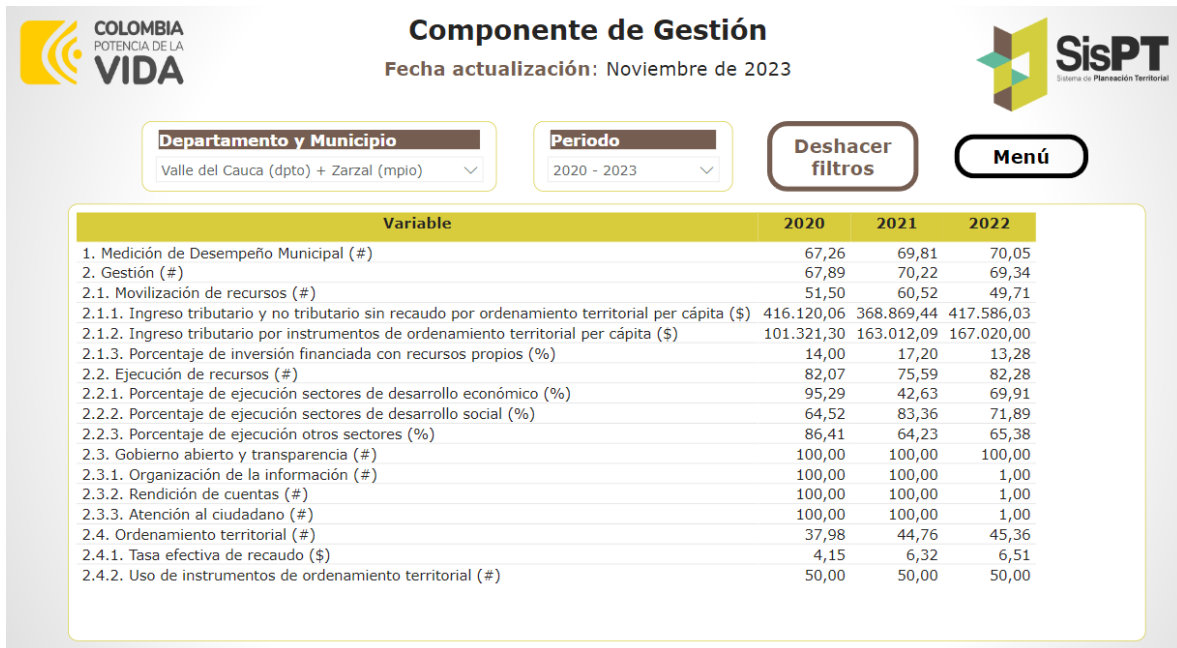 COLOMBIA
POTENCIA DE LA
VIDA
Componente de Gestión
Fecha actualización: Noviembre de 2023
SisPT
Sistema de Planeación Territorial
Departamento y Municipio
Valle del Cauca (dpto) + Zarzal (mpio)
Periodo
2020 - 2023
Deshacer
filtros
Menú
Variable 2020 2021 2022
1. Medición de Desempeño Municipal (#) 67,26 69,81 70,05
2. Gestión (#) 67,89 70,22 69,34
2.1. Movilización de recursos (#) 51,50 60,52 49,71
2.1.1. Ingreso tributario y no tributario sin recaudo por ordenamiento territorial per cápita ($) 416.120,06 368.869,44 417.586,03
2.1.2. Ingreso tributario por instrumentos de ordenamiento territorial per cápita ($) 101.321,30 163.012,09 167.020,00
2.1.3. Porcentaje de inversión financiada con recursos propios (%) 14,00 17,20 13,28
2.2. Ejecución de recursos (#) 82,07 75,59 82,28
2.2.1. Porcentaje de ejecución sectores de desarrollo económico (%) 95,29 42,63 69,91
2.2.2. Porcentaje de ejecución sectores de desarrollo social (%) 64,52 83,36 71,89
2.2.3. Porcentaje de ejecución otros sectores (%) 86,41 64,23 65,38
2.3. Gobierno abierto y transparencia (#) 100,00 100,00 100,00
2.3.1. Organización de la información (#) 100,00 100,00 1,00
2.3.2. Rendición de cuentas (#) 100,00 100,00 1,00
2.3.3. Atención al ciudadano (#) 100,00 100,00 1,00
2.4. Ordenamiento territorial (#) 37,98 44,76 45,36
2.4.1. Tasa efectiva de recaudo ($) 4,15 6,32 6,51
2.4.2. Uso de instrumentos de ordenamiento territorial (#) 50,00 50,00 50,00